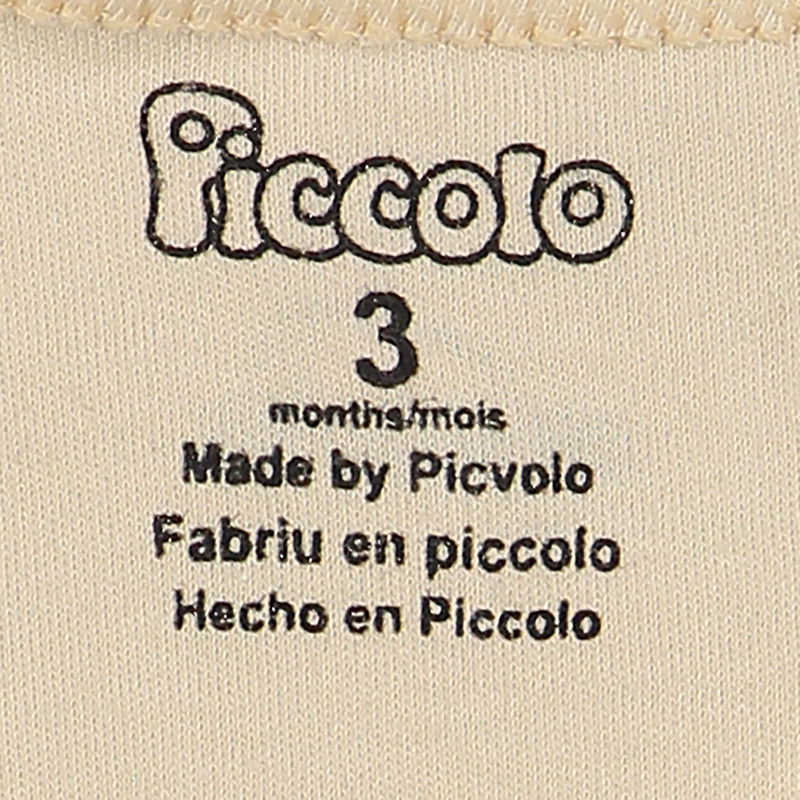 Piccolo
3
months/mois
Made by Picvolo
Fabriu en piccolo
Hecho en Piccolo